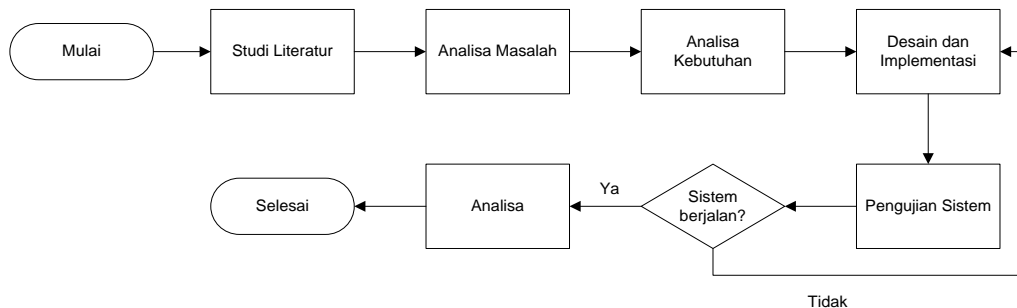 Mulai
Studi Literatur
Analisa Masalah
Analisa
Kebutuhan
Desain dan
Implementasi
Selesai
Analisa
Ya
Sistem
berjalan?
Pengujian Sistem
Tidak